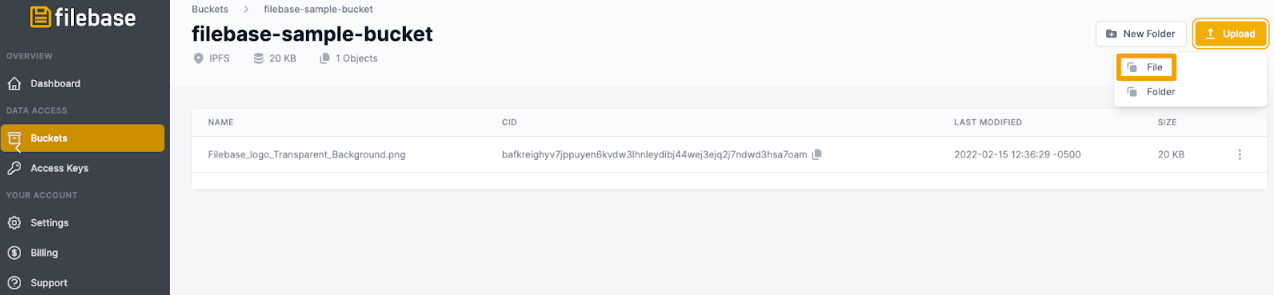 filebase
OVERVIEW
Dashboard
DATA ACCESS
Buckets
Access Keys
YOUR ACCOUNT
Settings
Billing
Support
Buckets > filebase-sample-bucket
filebase-sample-bucket
IPFS 20 KB 1 Objects
New Folder Upload
File
Folder
NAME CID LAST MODIFIED SIZE
Filebase_logo_Transparent_Background.png bafkreighyv7jppuyen6kvdw3lhnleydibj44wej3ejq2j7ndwd3hsa7oam 2022-02-15 12:36:29 -0500 20 KB